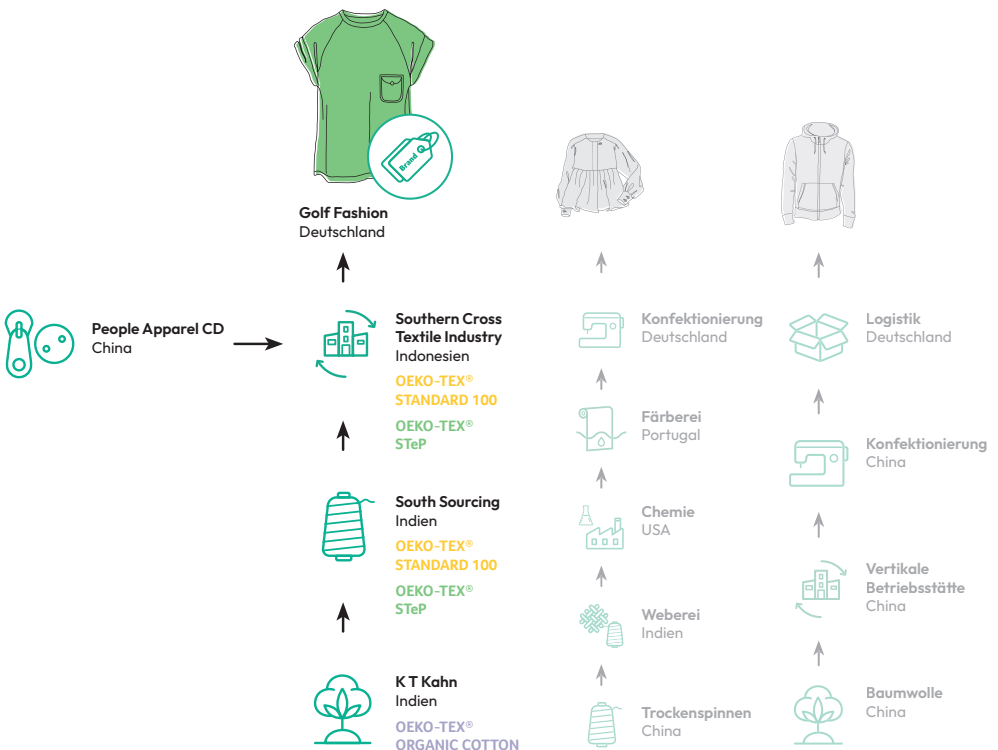 Brand
Golf Fashion
Deutschland
People Apparel CD
China
Southern Cross
Textile Industry
Indonesien
OEKO-TEX®
STANDARD 100
OEKO-TEX®
STeP
South Sourcing
Indien
OEKO-TEX®
STANDARD 100
OEKO-TEX®
STeP
K T Kahn
Indien
OEKO-TEX®
ORGANIC COTTON
Konfektionierung
Deutschland
Färberei
Portugal
Chemie
USA
Weberei
Indien
Trockenspinnen
China
Logistik
Deutschland
Konfektionierung
China
Vertikale
Betriebsstätte
China
Baumwolle
China